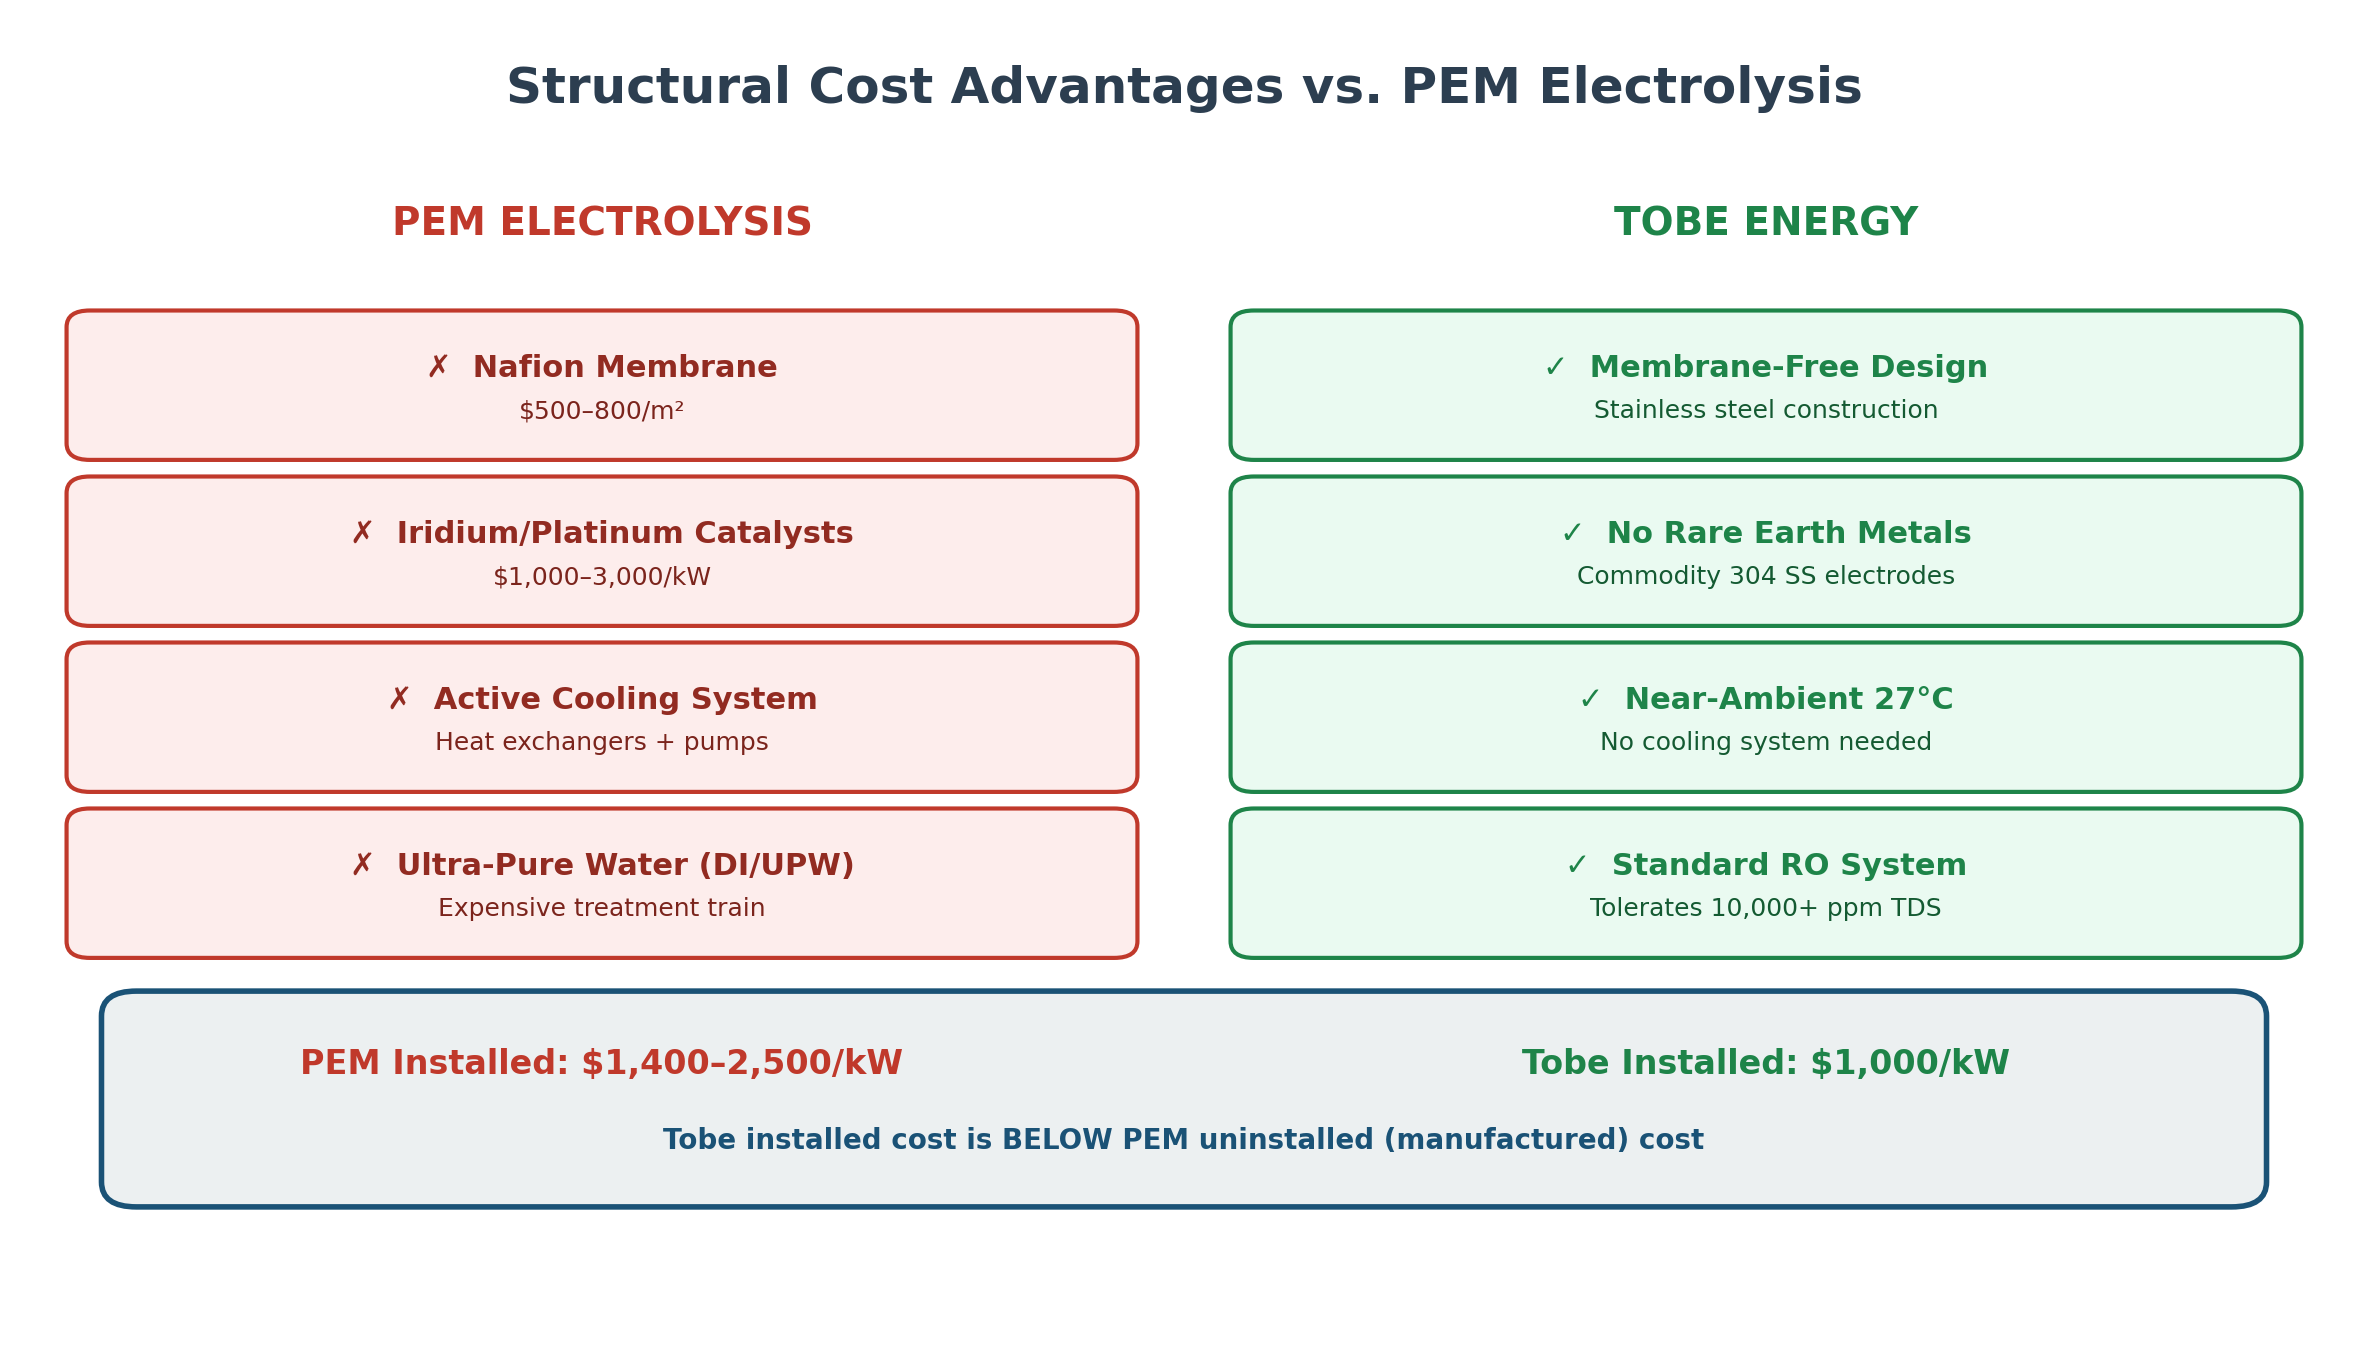 Structural Cost Advantages vs. PEM Electrolysis
PEM ELECTROLYSIS
✗ Nafion Membrane
$500–800/m²
✗ Iridium/Platinum Catalysts
$1,000–3,000/kW
✗ Active Cooling System
Heat exchangers + pumps
✗ Ultra-Pure Water (DI/UPW)
Expensive treatment train
TOBE ENERGY
✓ Membrane-Free Design
Stainless steel construction
✓ No Rare Earth Metals
Commodity 304 SS electrodes
✓ Near-Ambient 27°C
No cooling system needed
✓ Standard RO System
Tolerates 10,000+ ppm TDS
PEM Installed: $1,400–2,500/kW
Tobe Installed: $1,000/kW
Tobe installed cost is BELOW PEM uninstalled (manufactured) cost